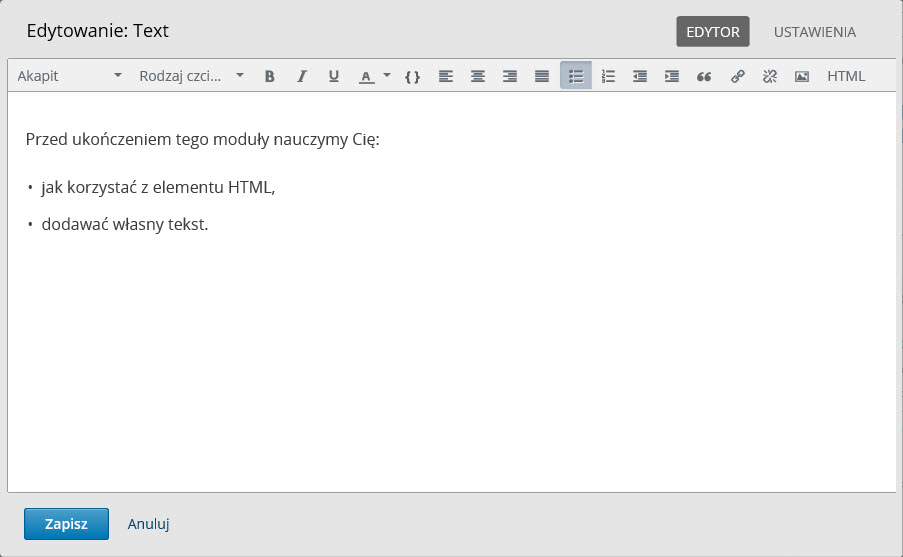 Edytowanie: Text
EDYTOR USTAWIENIA
Akapit Rodzaj czci... B I U A {} HTML
Przed ukończeniem tego moduły nauczymy Cię:
• jak korzystać z elementu HTML,
• dodawać własny tekst.
Zapisz Anuluj